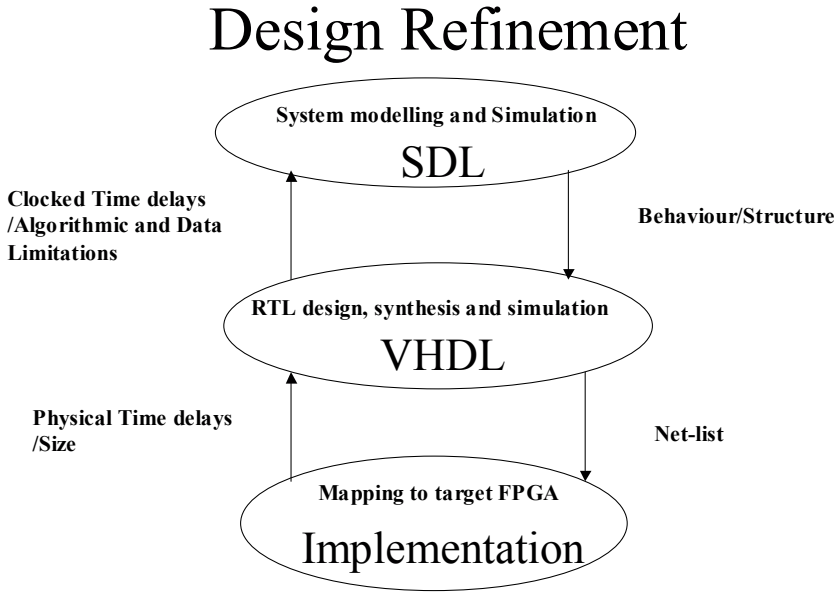 Design Refinement
System modelling and Simulation
SDL
Clocked Time delays
/Algorithmic and Data
Limitations
Behaviour/Structure
RTL design, synthesis and simulation
VHDL
Physical Time delays
/Size
Net-list
Mapping to target FPGA
Implementation